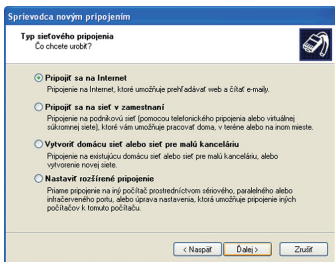 Sprievodca novým pripojením
Typ sieťového pripojenia
Čo chcete urobiť?
Pripojiť sa na Internet
Pripojenie na Internet, ktoré umožňuje prehľadávať web a čítať e-maily.
Pripojiť sa na sieť v zamestnaní
Pripojenie na podnikovú sieť (pomocou telefonického pripojenia alebo virtuálnej
súkromnej siete), ktoré vám umožňuje pracovať doma, v teréne alebo na inom mieste.
Vytvoriť domácu sieť alebo sieť pre malú kanceláriu
Pripojenie na existujúcu domácu sieť alebo sieť pre malú kanceláriu, alebo
vytvorenie novej siete.
Nastaviť rozšírené pripojenie
Priame pripojenie na iný počítač prostredníctvom sériového, paralelného alebo
infračerveného portu, alebo úprava nastavenia, ktorá umožňuje pripojenie iných
počítačov k tomuto počítaču.
< Naspäť
Ďalej >
Zrušiť